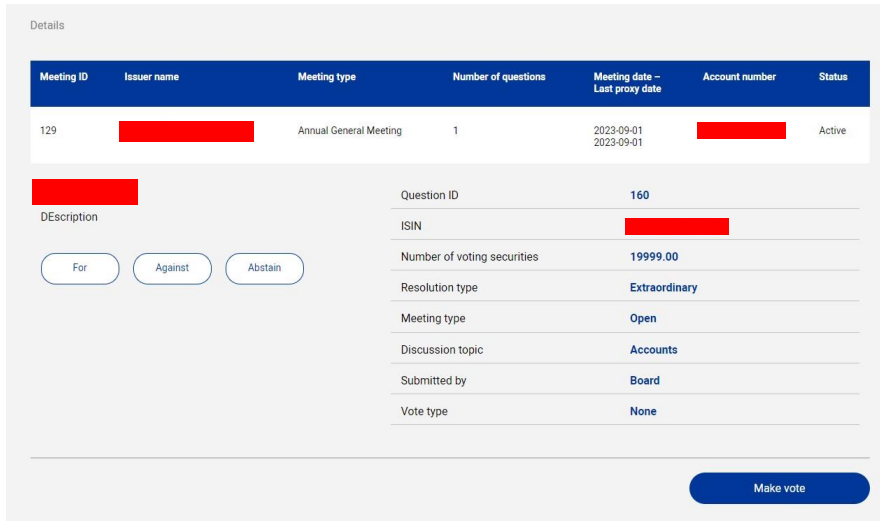 Details
Meeting ID Issuer name Meeting type Number of questions Meeting date – Last proxy date Account number Status
129 Annual General Meeting 1 2023-09-01 2023-09-01 Active
DEscription
For Against Abstain
Question ID 160
ISIN
Number of voting securities 19999.00
Resolution type Extraordinary
Meeting type Open
Discussion topic Accounts
Submitted by Board
Vote type None
Make vote